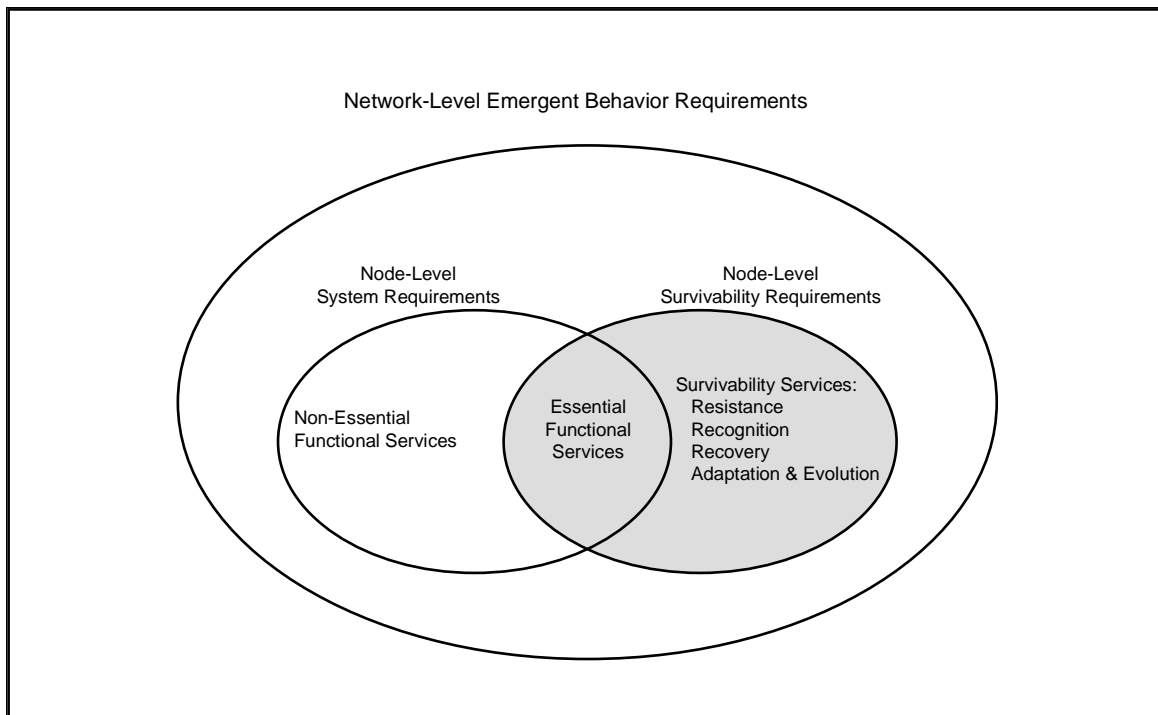 Network-Level Emergent Behavior Requirements
Node-Level
System Requirements
Node-Level
Survivability Requirements
Non-Essential
Functional Services
Essential
Functional
Services
Survivability Services:
Resistance
Recognition
Recovery
Adaptation & Evolution